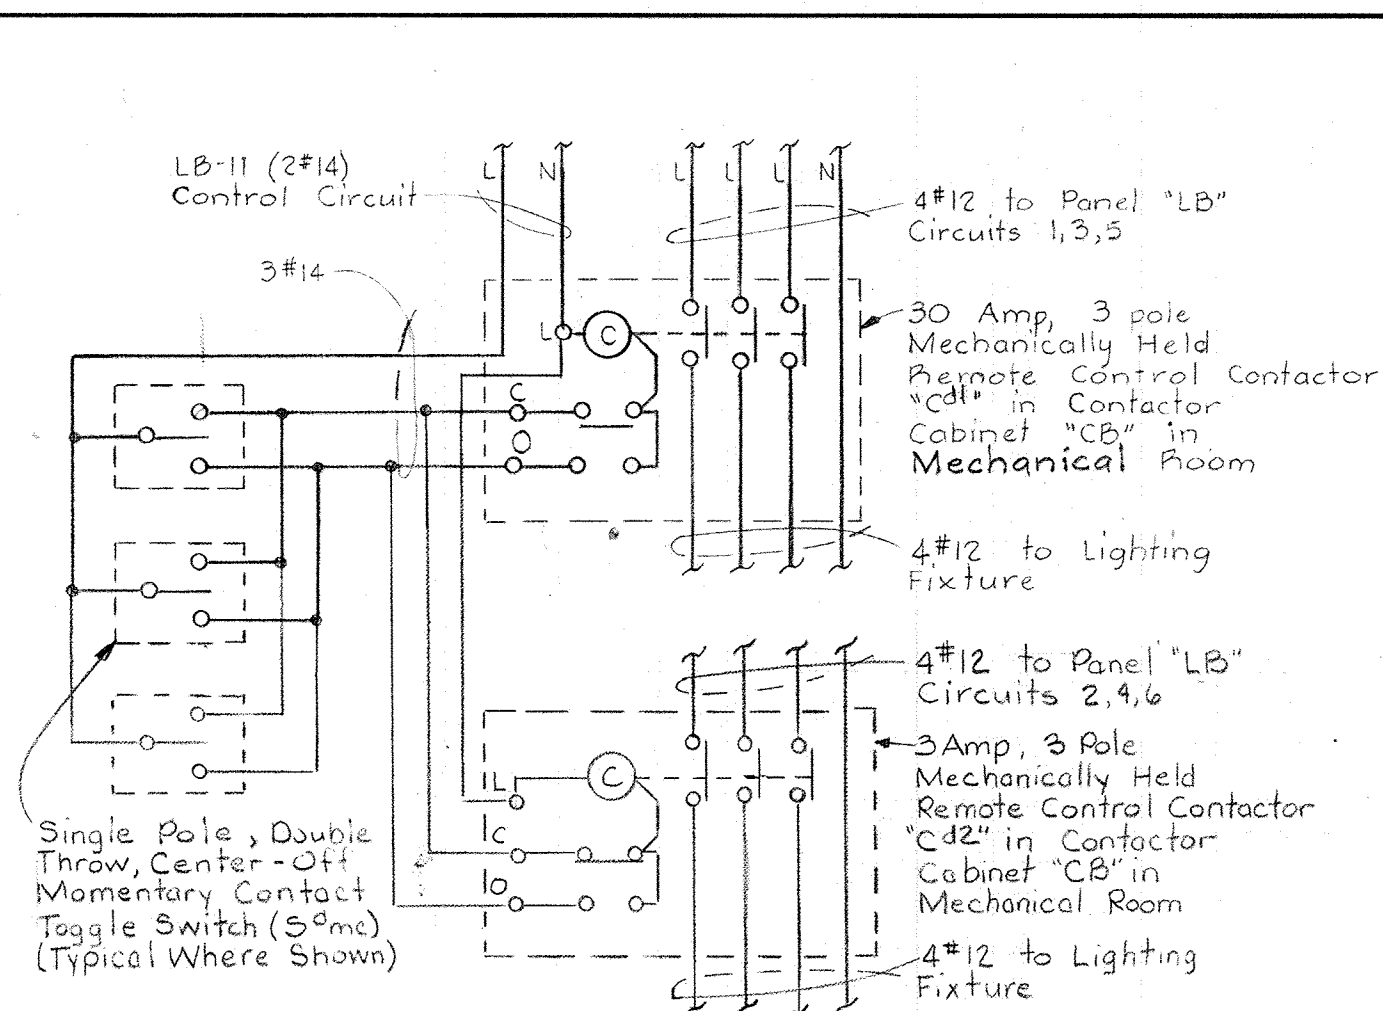 LB-11 (2#14)
Control Circuit
L
N
L
L
L
N
4#12 to Panel "LB"
Circuits 1,3,5
3#14
L
C
C
O
30 Amp, 3 pole
Mechanically Held
Remote Control Contactor
"Cd1" in Contactor
Cabinet "CB" in
Mechanical Room
4#12 to Lighting
Fixture
4#12 to Panel "LB"
Circuits 2,4,6
L
C
C
O
3 Amp, 3 Pole
Mechanically Held
Remote Control Contactor
"Cd2" in Contactor
Cabinet "CB" in
Mechanical Room
Single Pole, Double
Throw, Center-Off
Momentary Contact
Toggle Switch (Sdmc)
(Typical Where Shown)
4#12 to Lighting
Fixture